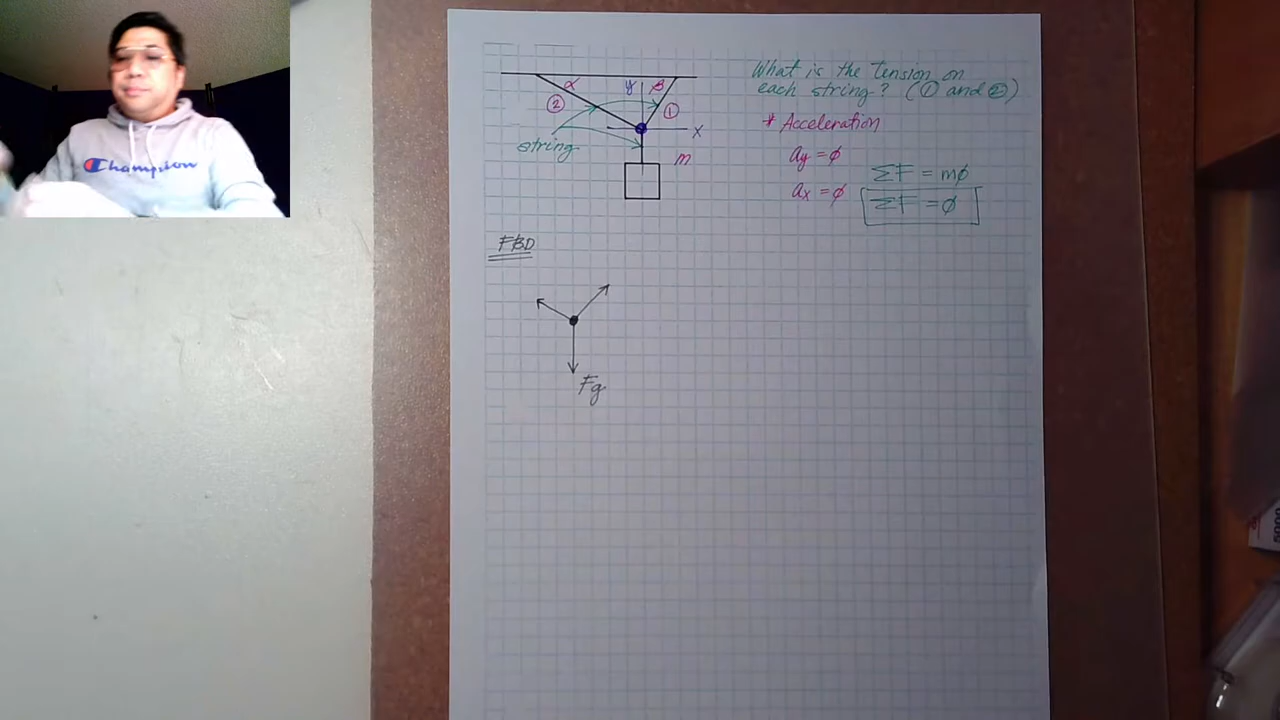 What is the Tension on
each string? (① and ②)
α y β
② ①
x
string
m
* Acceleration
ay = ϕ
ax = ϕ
ΣF = mϕ
ΣF = ϕ
FBD
Fg
Champion